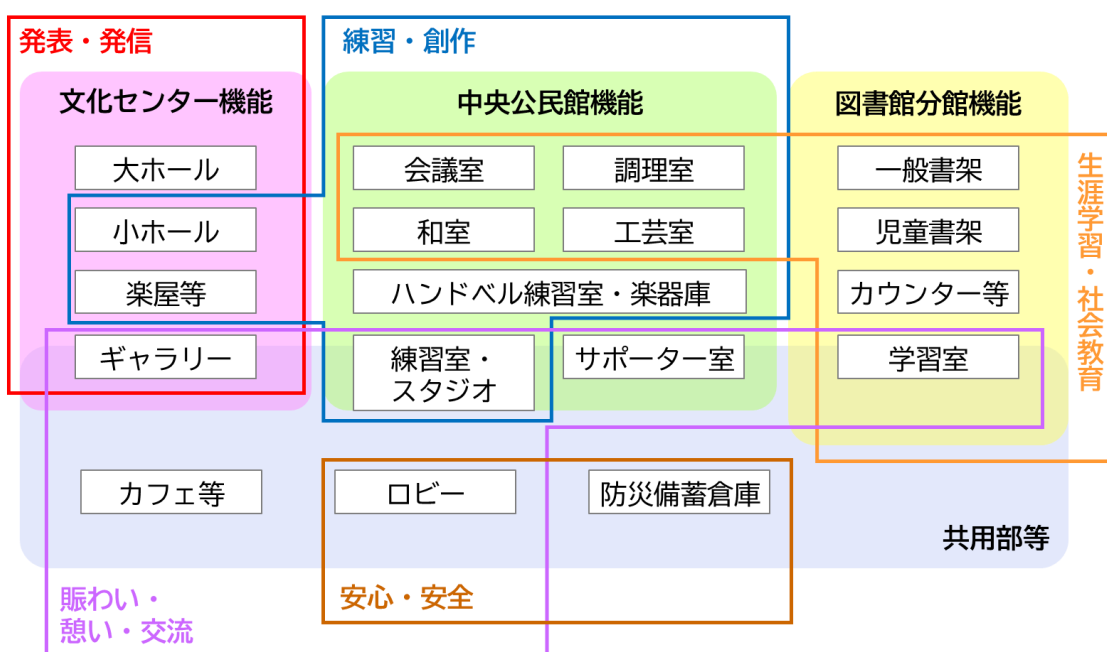 発表・発信
練習・創作
文化センター機能
中央公民館機能
図書館分館機能
大ホール
会議室
調理室
一般書架
小ホール
和室
工芸室
児童書架
楽屋等
ハンドベル練習室・楽器庫
カウンター等
ギャラリー
練習室・
スタジオ
サポーター室
学習室
生涯学習・社会教育
カフェ等
ロビー
防災備蓄倉庫
共用部等
賑わい・
憩い・交流
安心・安全